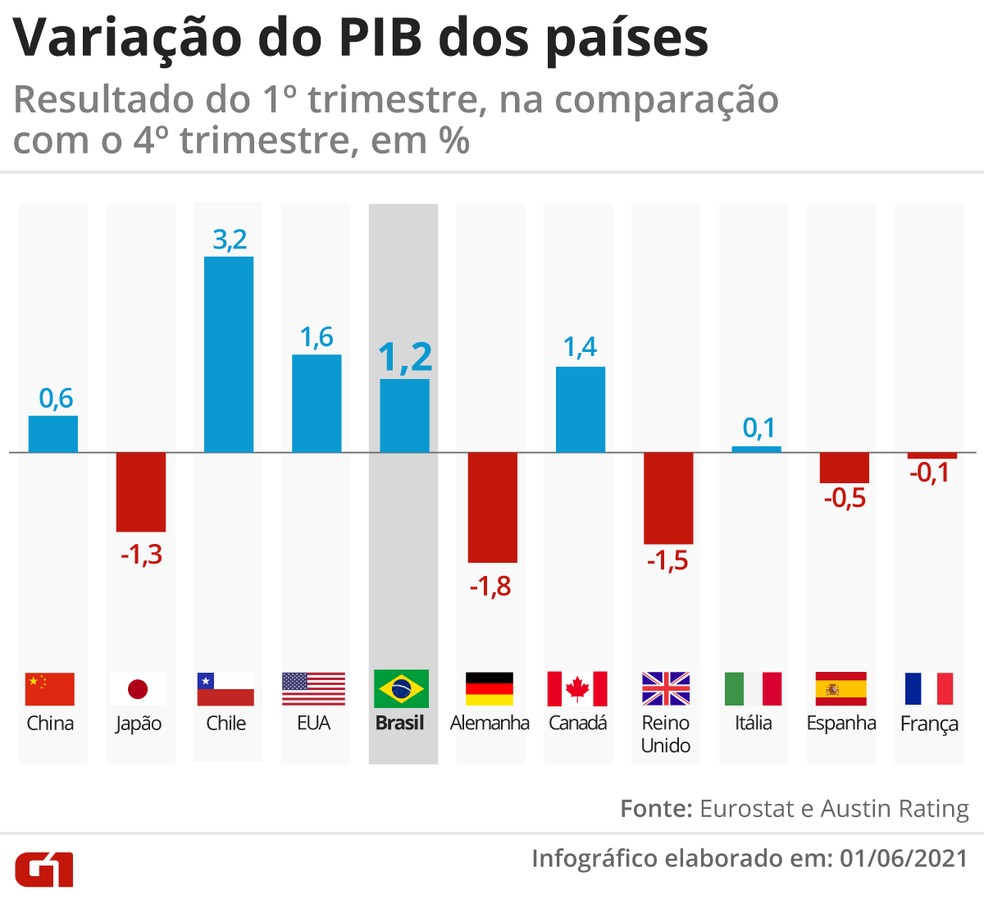 Variação do PIB dos países
Resultado do 1º trimestre, na comparação
com o 4º trimestre, em %
0,6
-1,3
3,2
1,6
1,2
-1,8
1,4
-1,5
0,1
-0,5
-0,1
China
Japão
Chile
EUA
Brasil
Alemanha
Canadá
Reino
Unido
Itália
Espanha
França
Fonte: Eurostat e Austin Rating
G1
Infográfico elaborado em: 01/06/2021